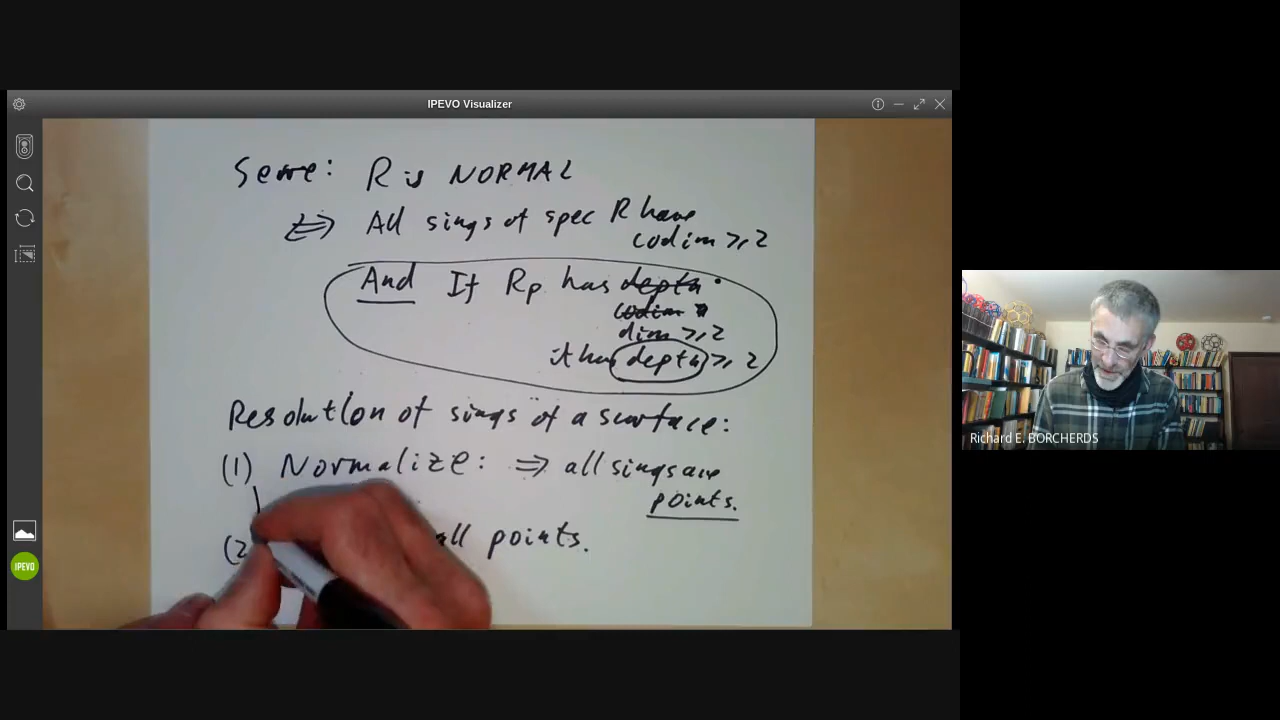 IPEVO Visualizer
Serre: R is NORMAL
⇔ All sings of spec R have
codim ≥ 2
And If Rp has depth
codim
dim ≥ 2
it has depth ≥ 2
Resolution of sings of a surface:
(1) Normalize: ⇒ all sings are
points.
(2 all points.
IPEVO
Richard E. BORCHERDS